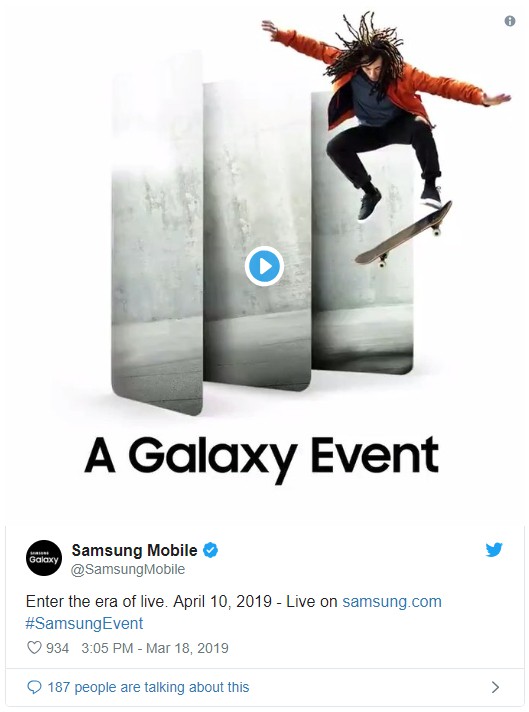 A Galaxy Event
SAMSUNG
Galaxy
Samsung Mobile
@SamsungMobile
Enter the era of live. April 10, 2019 - Live on samsung.com
#SamsungEvent
934 3:05 PM - Mar 18, 2019
187 people are talking about this